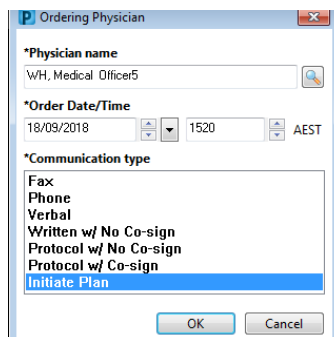 P Ordering Physician
*Physician name
WH, Medical Officer5
*Order Date/Time
18/09/2018 1520 AEST
*Communication type
Fax
Phone
Verbal
Written w/ No Co-sign
Protocol w/ No Co-sign
Protocol w/ Co-sign
Initiate Plan
OK Cancel